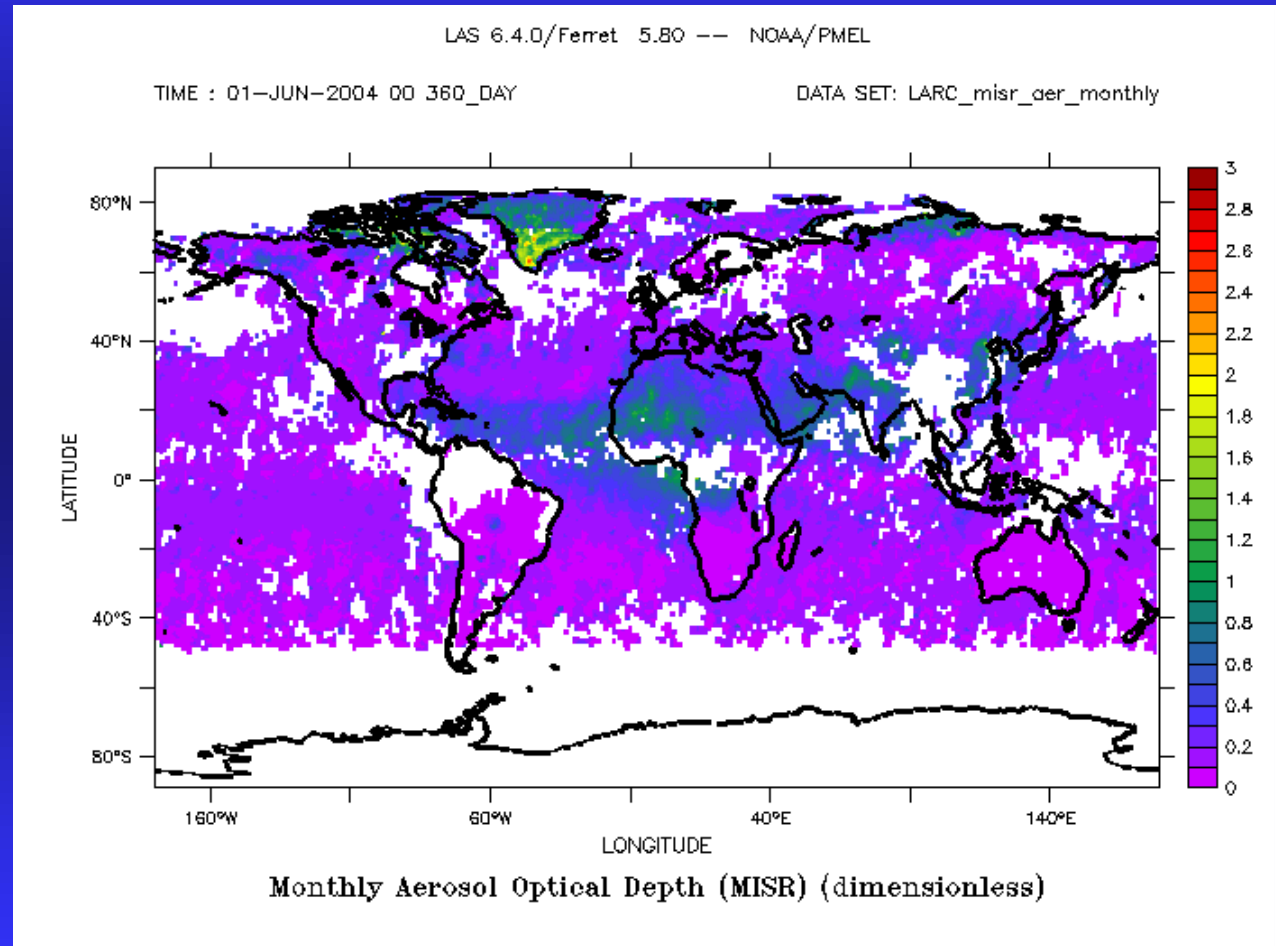 LAS 6.4.0/Ferret 5.80 -- NOAA/PMEL
TIME : 01-JUN-2004 00 360_DAY
DATA SET: LARC_misr_aer_monthly
3
2.8
2.6
2.4
2.2
2
1.8
1.6
1.4
1.2
1
0.8
0.6
0.4
0.2
0
80°N
40°N
0°
40°S
80°S
LATITUDE
160°W 60°W 40°E 140°E
LONGITUDE
Monthly Aerosol Optical Depth (MISR) (dimensionless)